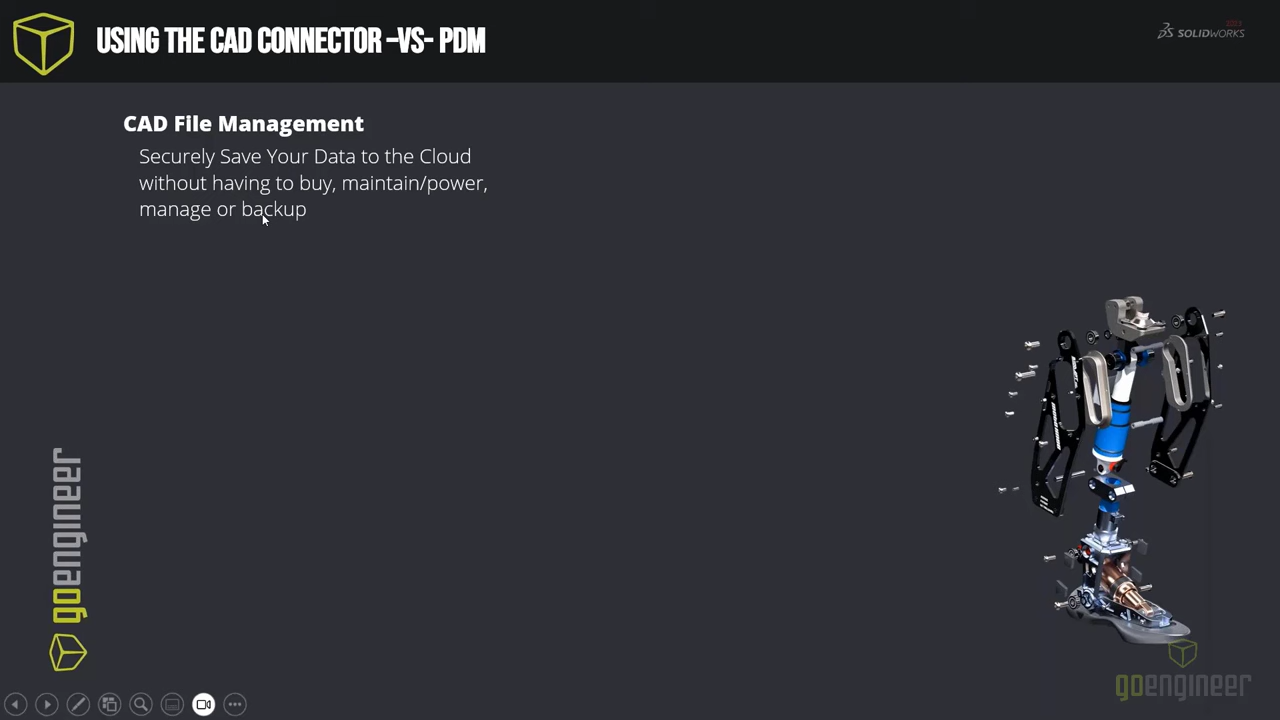 USING THE CAD CONNECTOR –VS- PDM
SOLIDWORKS
CAD File Management
Securely Save Your Data to the Cloud
without having to buy, maintain/power,
manage or backup
goengineer
goengineer